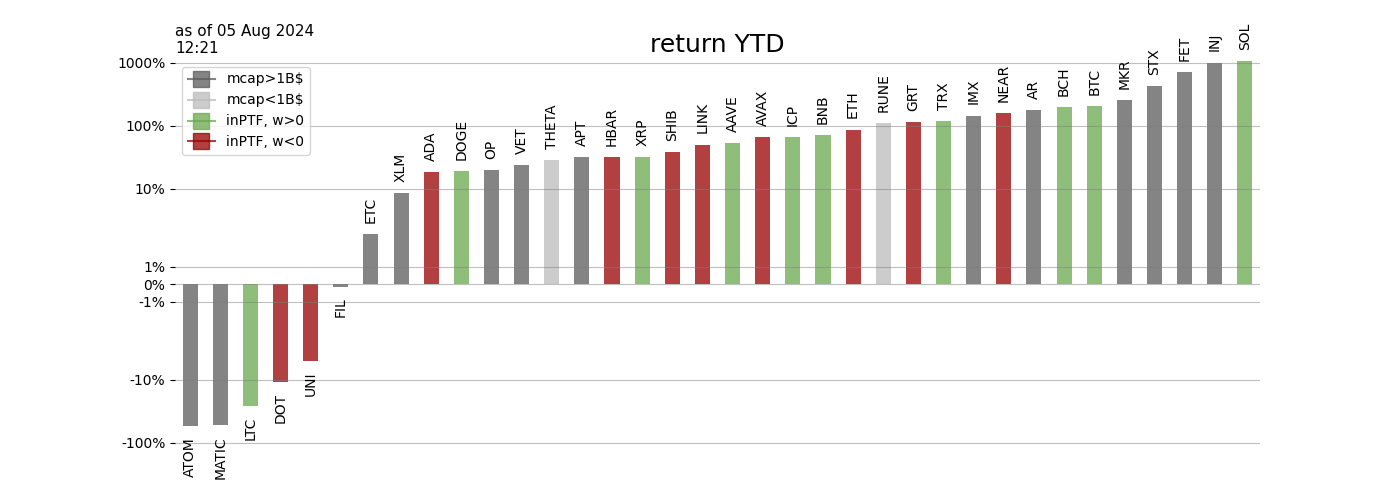 as of 05 Aug 2024
12:21
return YTD
1000%
100%
10%
1%
0%
-1%
-10%
-100%
mcap>1B$
mcap<1B$
inPTF, w>0
inPTF, w<0
ATOM
MATIC
LTC
DOT
UNI
FIL
ETC
XLM
ADA
DOGE
OP
VET
THETA
APT
HBAR
XRP
SHIB
LINK
AAVE
AVAX
ICP
BNB
ETH
RUNE
GRT
TRX
IMX
NEAR
AR
BCH
BTC
MKR
STX
FET
INJ
SOL